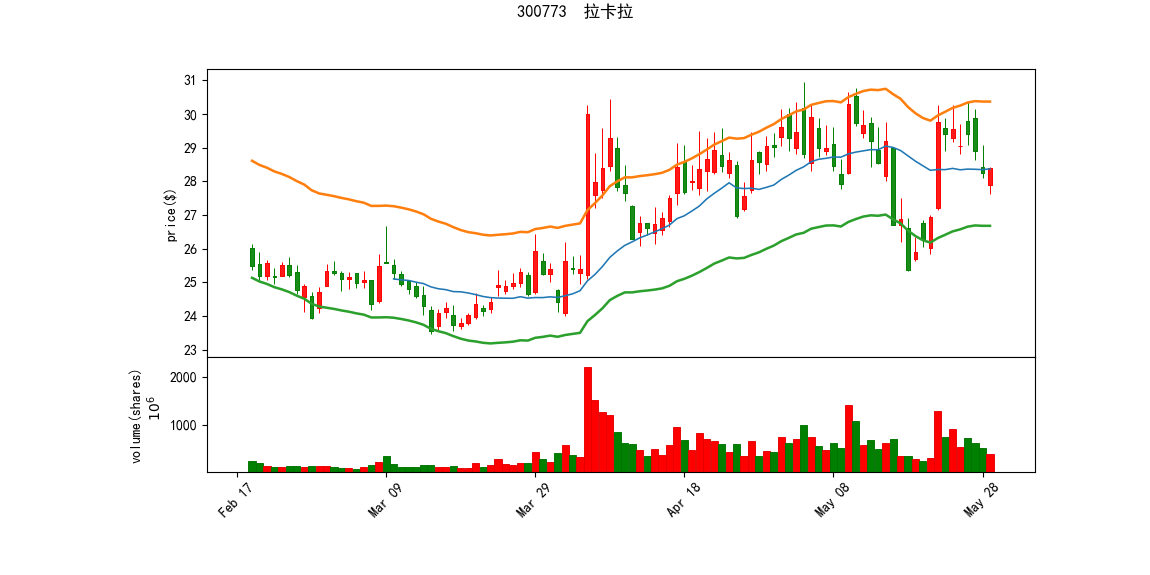 300773 拉卡拉
31
30
29
28
27
26
25
24
23
price($)
2000
1000
volume(shares)
10^6
Feb 17
Mar 09
Mar 29
Apr 18
May 08
May 28